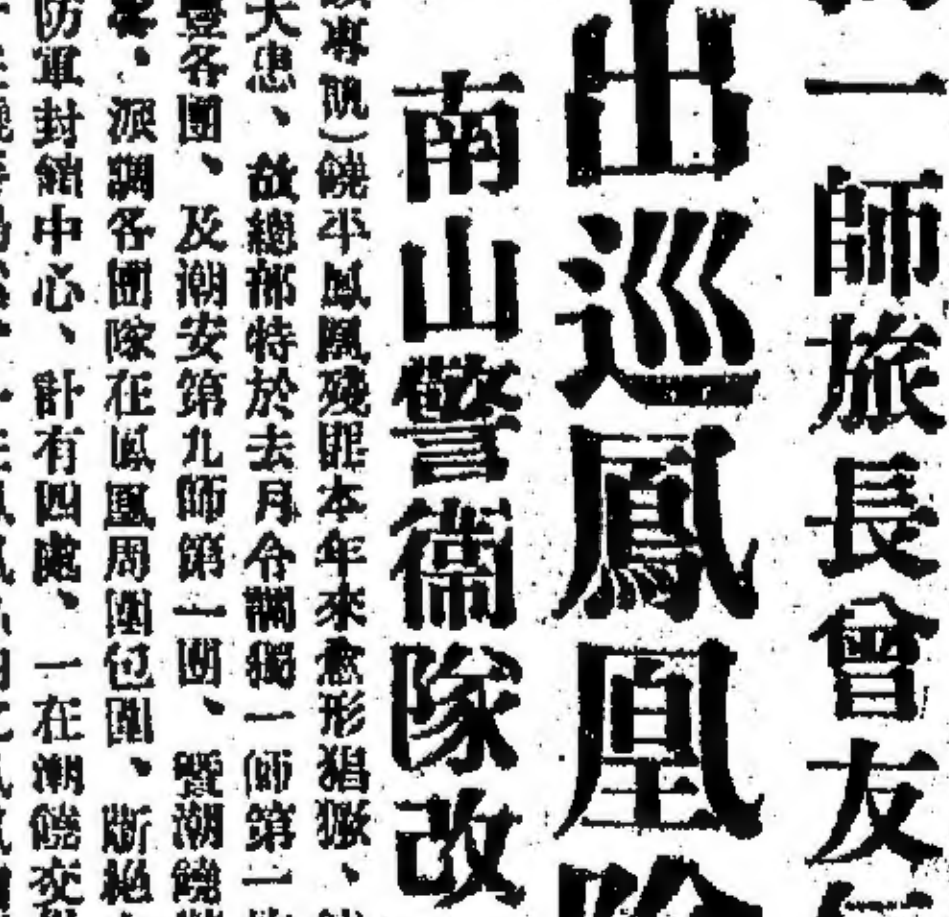 一師旅長曾友
出巡鳳凰
南山警衞隊改
專訊）饒平鳳凰殘匪本年來愈形猖獗、
大患、故總部特於去月令調獨一師第二
各團、及潮安第九師第一團、暨潮饒
派調各團隊在鳳凰周圍包圍、斷絕
防軍封鎖中心、計有四處、一在潮饒交